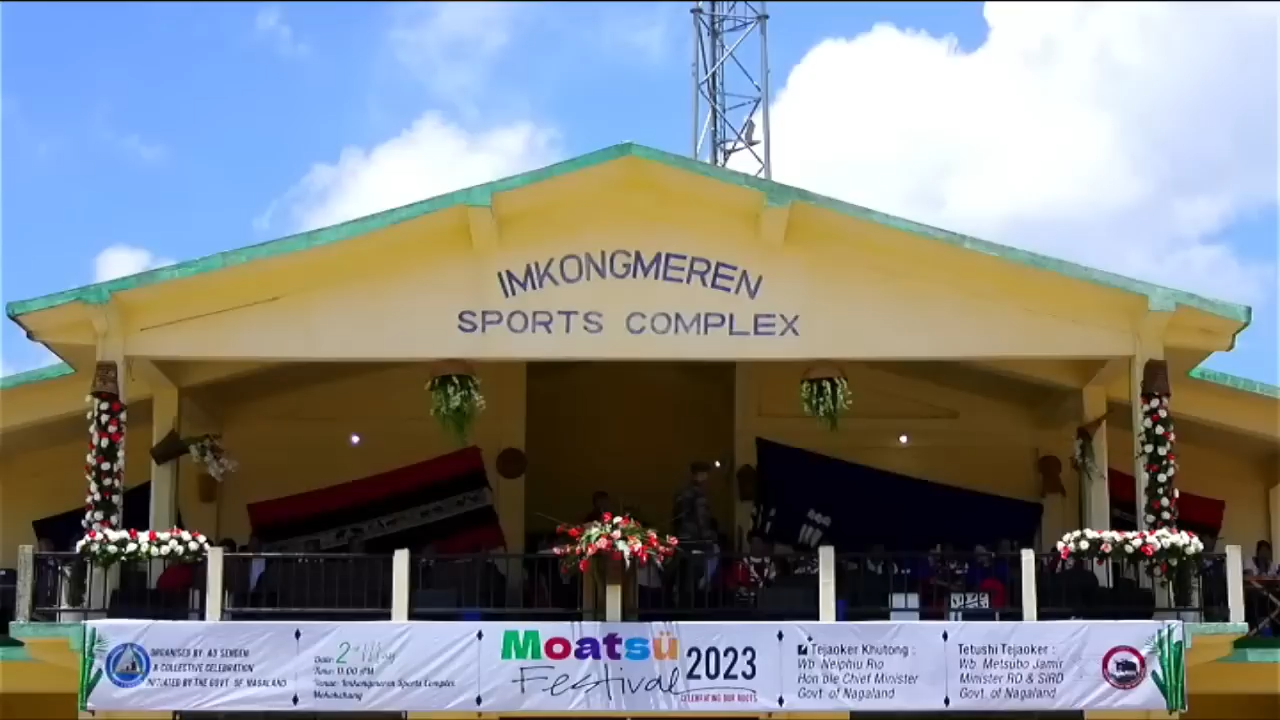 IMKONGMEREN
SPORTS COMPLEX
ORGANISED BY: AO SENDEN
A COLLECTIVE CELEBRATION
INITIATED BY THE GOVT. OF NAGALAND
Date: 2nd May
Time: 11:00 AM
Venue: Imkongmeren Sports Complex
Mokokchung
Moatsü
Festival 2023
CELEBRATING OUR ROOTS
Tejaoker Khutong :
Wb. Neiphiu Rio
Hon'ble Chief Minister
Govt. of Nagaland
Tetushi Tejaoker :
Wb. Metsubo Jamir
Minister RD & SIRD
Govt. of Nagaland